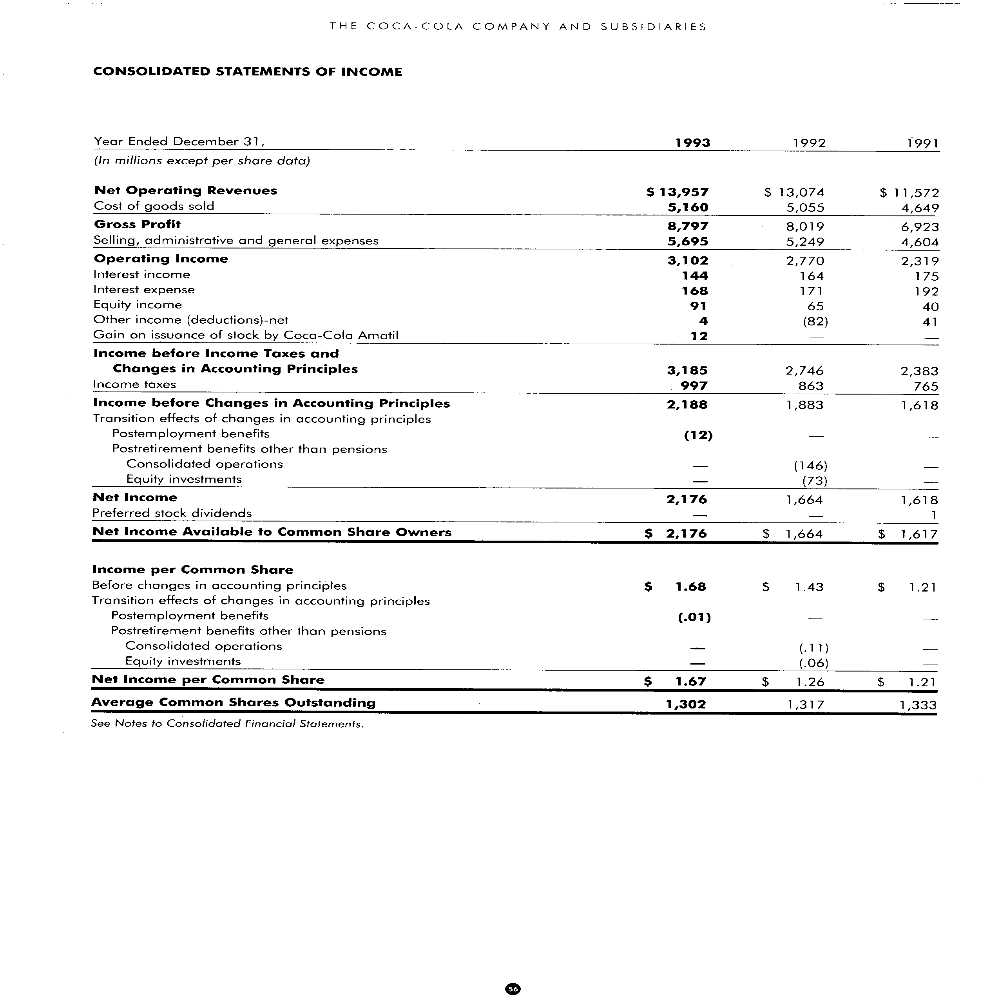 THE COCA-COLA COMPANY AND SUBSIDIARIES
CONSOLIDATED STATEMENTS OF INCOME
Year Ended December 31, 1993 1992 1991
(In millions except per share data)
Net Operating Revenues $ 13,957 $ 13,074 $ 11,572
Cost of goods sold 5,160 5,055 4,649
Gross Profit 8,797 8,019 6,923
Selling, administrative and general expenses 5,695 5,249 4,604
Operating Income 3,102 2,770 2,319
Interest income 144 164 175
Interest expense 168 171 192
Equity income 91 65 40
Other income (deductions)-net 4 (82) 41
Gain on issuance of stock by Coca-Cola Amatil 12 — —
Income before Income Taxes and
Changes in Accounting Principles 3,185 2,746 2,383
Income taxes 997 863 765
Income before Changes in Accounting Principles 2,188 1,883 1,618
Transition effects of changes in accounting principles
Postemployment benefits (12) — —
Postretirement benefits other than pensions
Consolidated operations — (146) —
Equity investments — (73) —
Net Income 2,176 1,664 1,618
Preferred stock dividends — — 1
Net Income Available to Common Share Owners $ 2,176 $ 1,664 $ 1,617
Income per Common Share
Before changes in accounting principles $ 1.68 $ 1.43 $ 1.21
Transition effects of changes in accounting principles
Postemployment benefits (.01) — —
Postretirement benefits other than pensions
Consolidated operations — (.11) —
Equity investments — (.06) —
Net Income per Common Share $ 1.67 $ 1.26 $ 1.21
Average Common Shares Outstanding 1,302 1,317 1,333
See Notes to Consolidated Financial Statements.
56